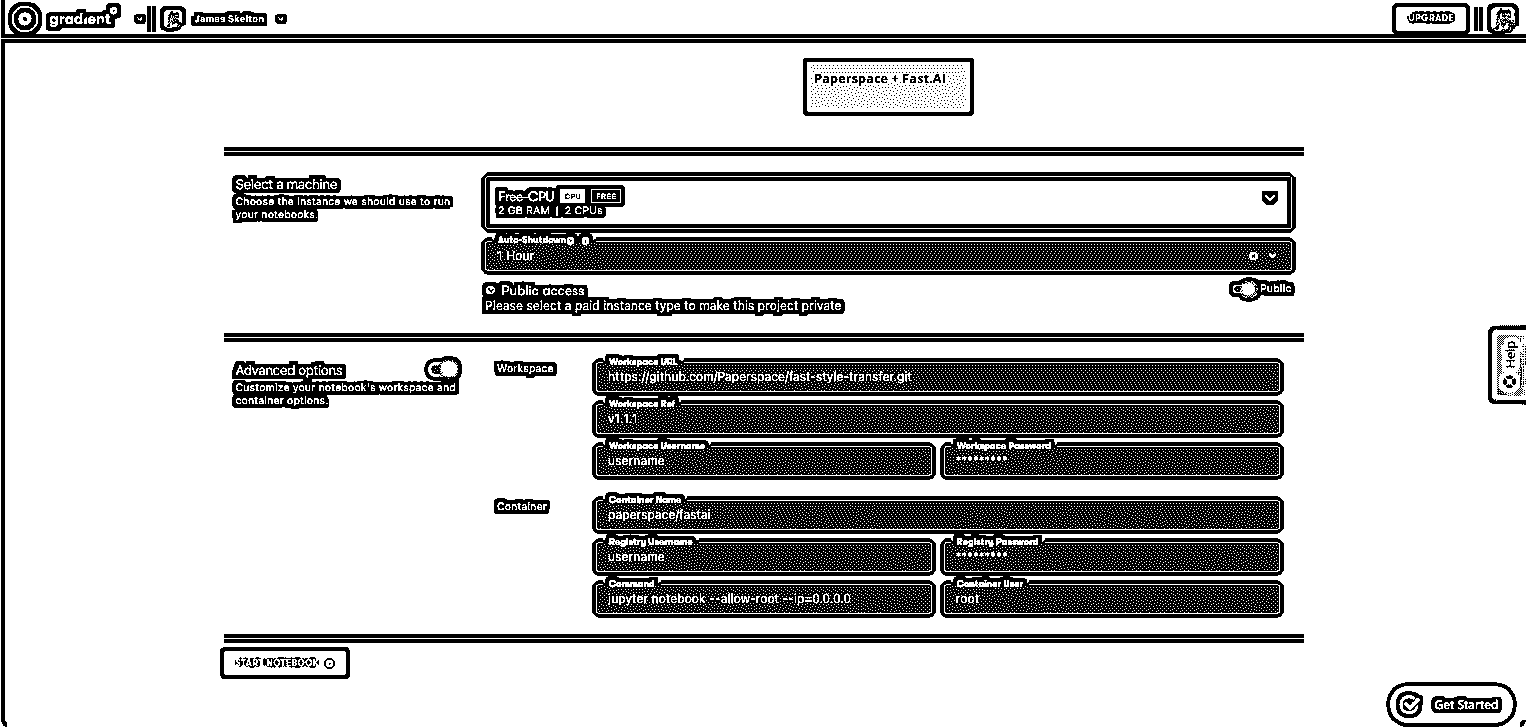 gradient
James Skelton
UPGRADE
Paperspace + Fast.AI
Select a machine
Choose the instance we should use to run
your notebooks.
Free-CPU CPU FREE
2 GB RAM | 2 CPUs
Auto-Shutdown
1 Hour
Public access
Public
Please select a paid instance type to make this project private
Help
Advanced options
Customize your notebook's workspace and
container options.
Workspace
Workspace URL
https://github.com/Paperspace/fast-style-transfer.git
Workspace Ref
v1.1.1
Workspace Username
username
Workspace Password
•••••••••
Container
Container Name
paperspace/fastai
Registry Username
username
Registry Password
•••••••••
Command
jupyter notebook --allow-root --ip=0.0.0.0
Container User
root
START NOTEBOOK
Get Started